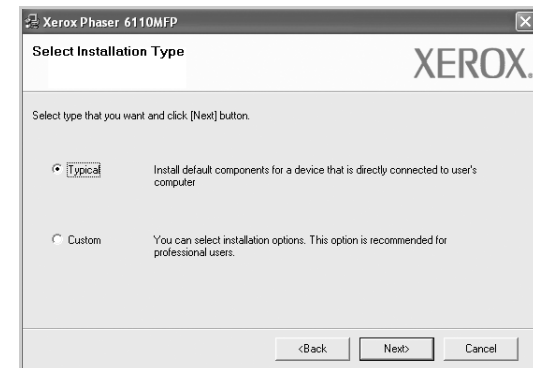 Xerox Phaser 6110MFP
Select Installation Type
XEROX.
Select type that you want and click [Next] button.
Typical
Install default components for a device that is directly connected to user's
computer
Custom
You can select installation options. This option is recommended for
professional users.
<Back
Next>
Cancel